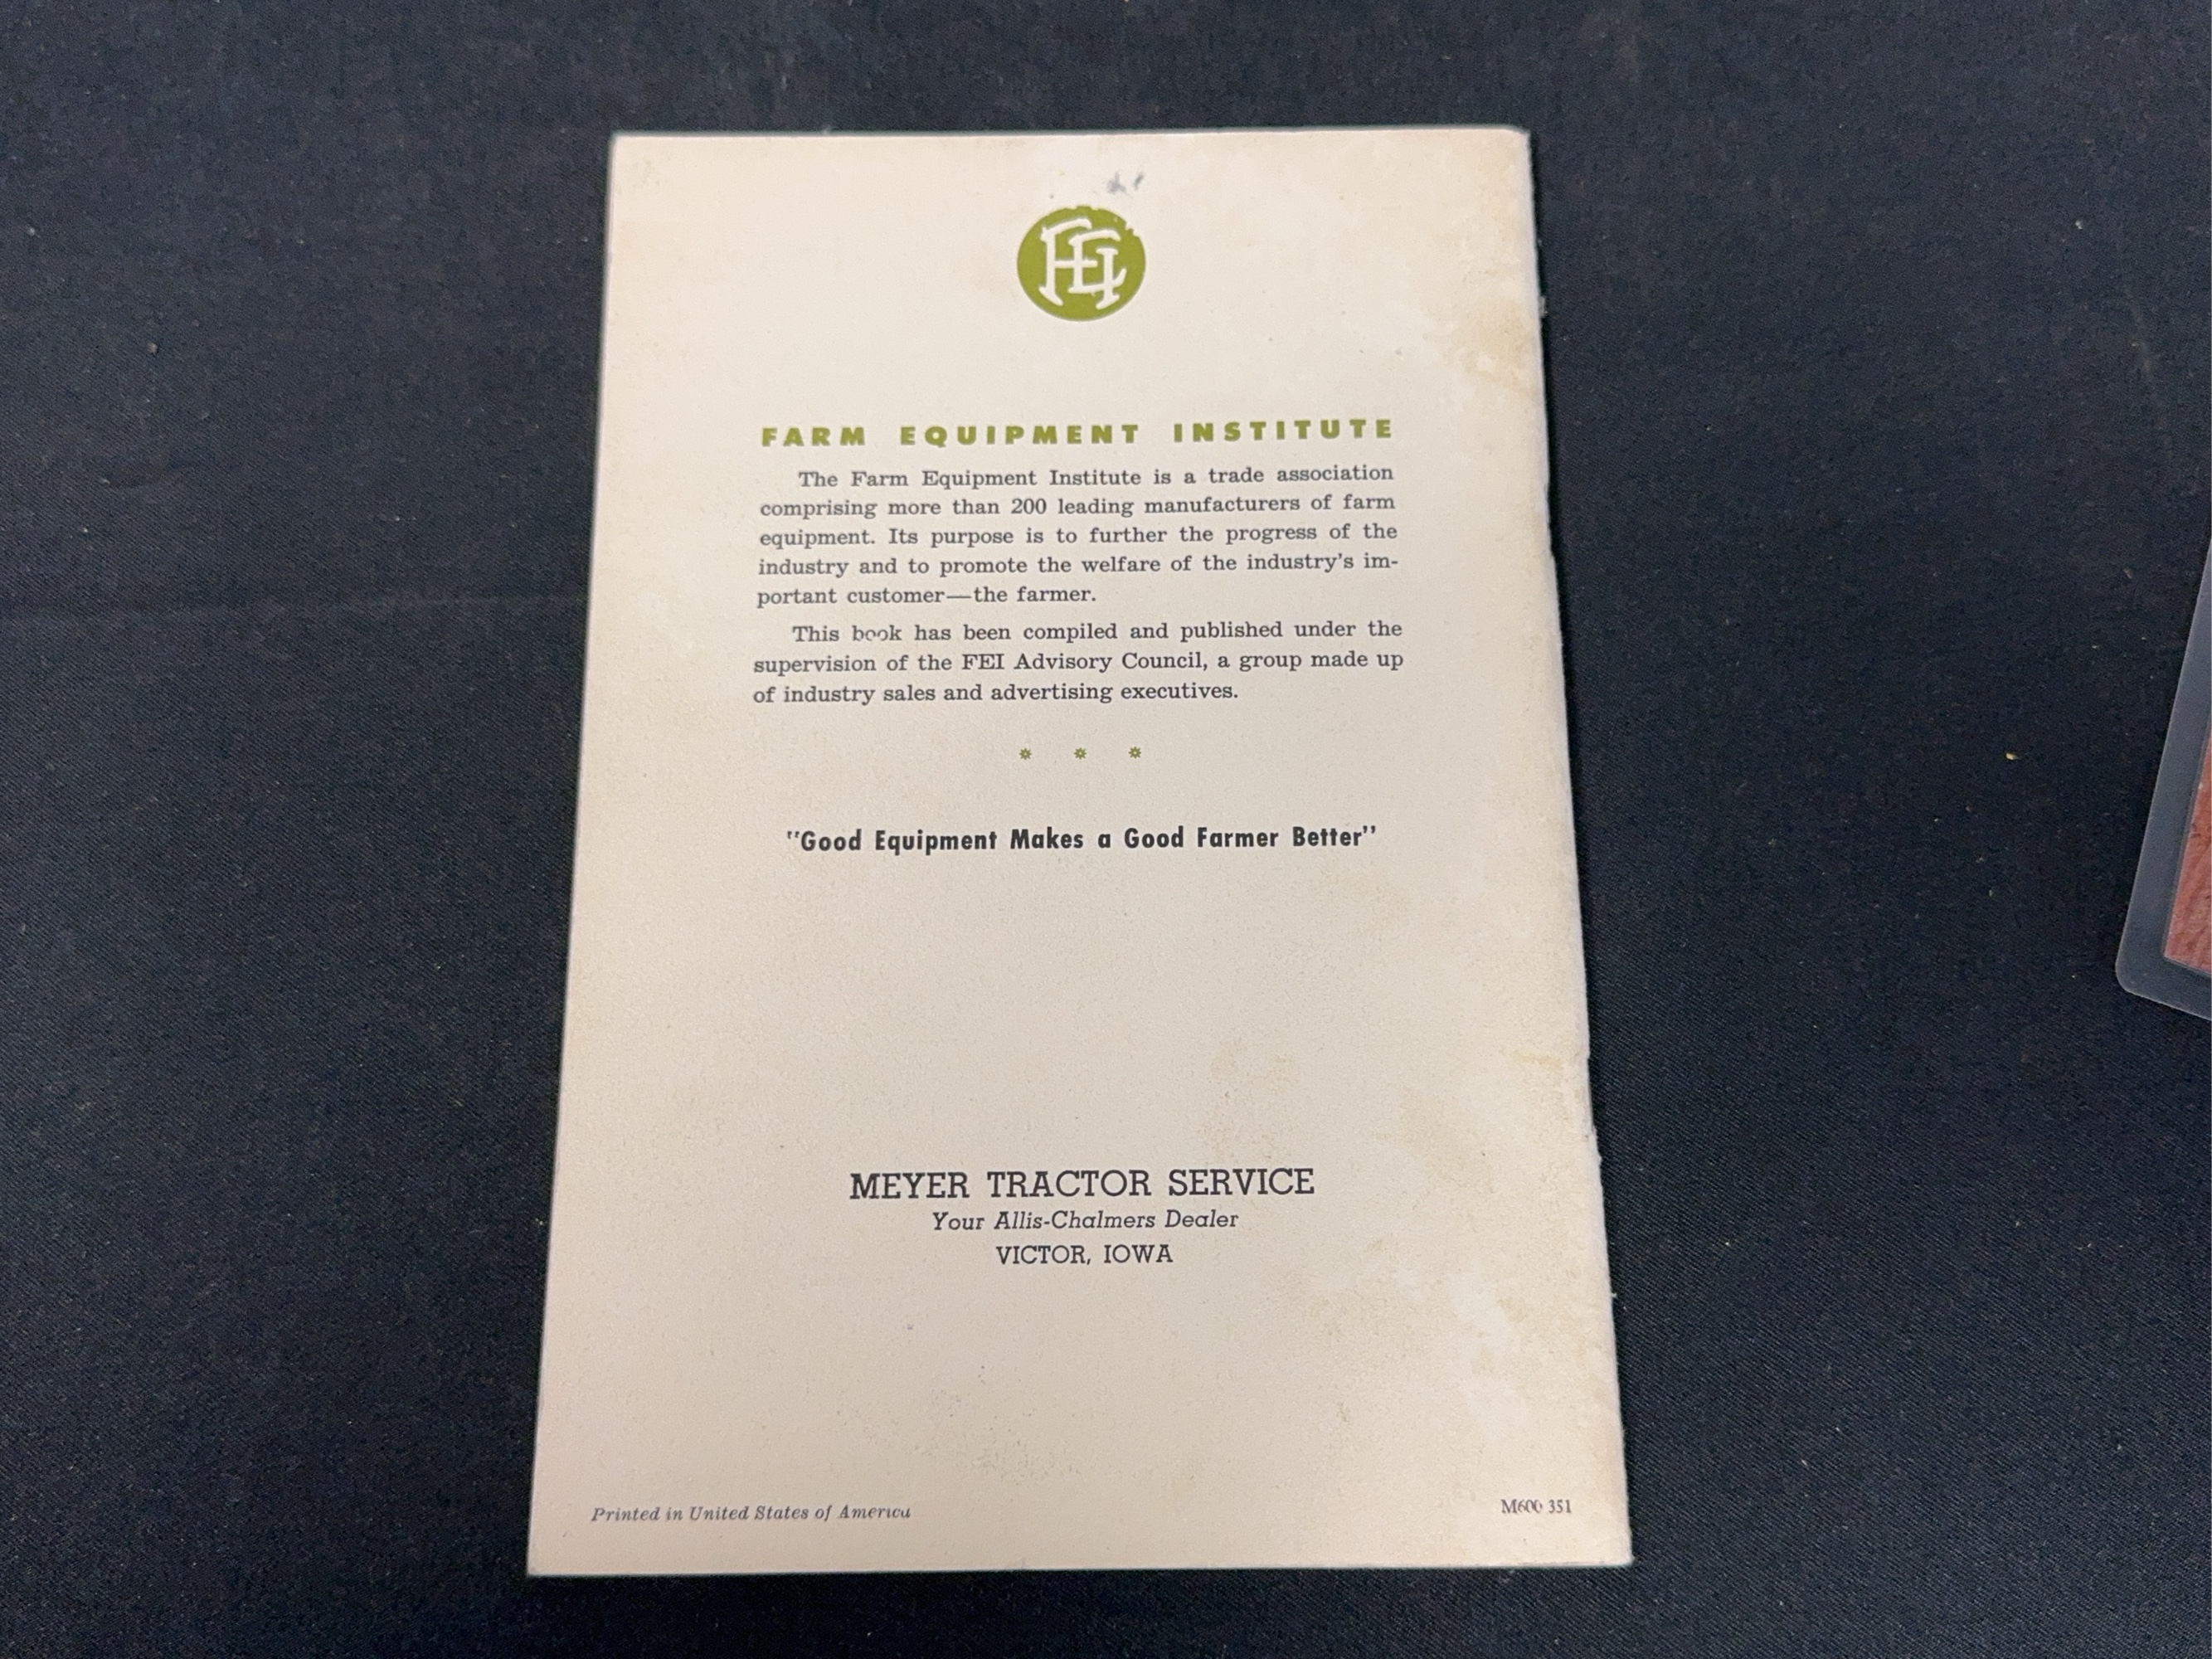 FEI
FARM EQUIPMENT INSTITUTE
The Farm Equipment Institute is a trade association
comprising more than 200 leading manufacturers of farm
equipment. Its purpose is to further the progress of the
industry and to promote the welfare of the industry's im-
portant customer—the farmer.
This book has been compiled and published under the
supervision of the FEI Advisory Council, a group made up
of industry sales and advertising executives.
* * *
"Good Equipment Makes a Good Farmer Better"
MEYER TRACTOR SERVICE
Your Allis-Chalmers Dealer
VICTOR, IOWA
Printed in United States of America
M600 351